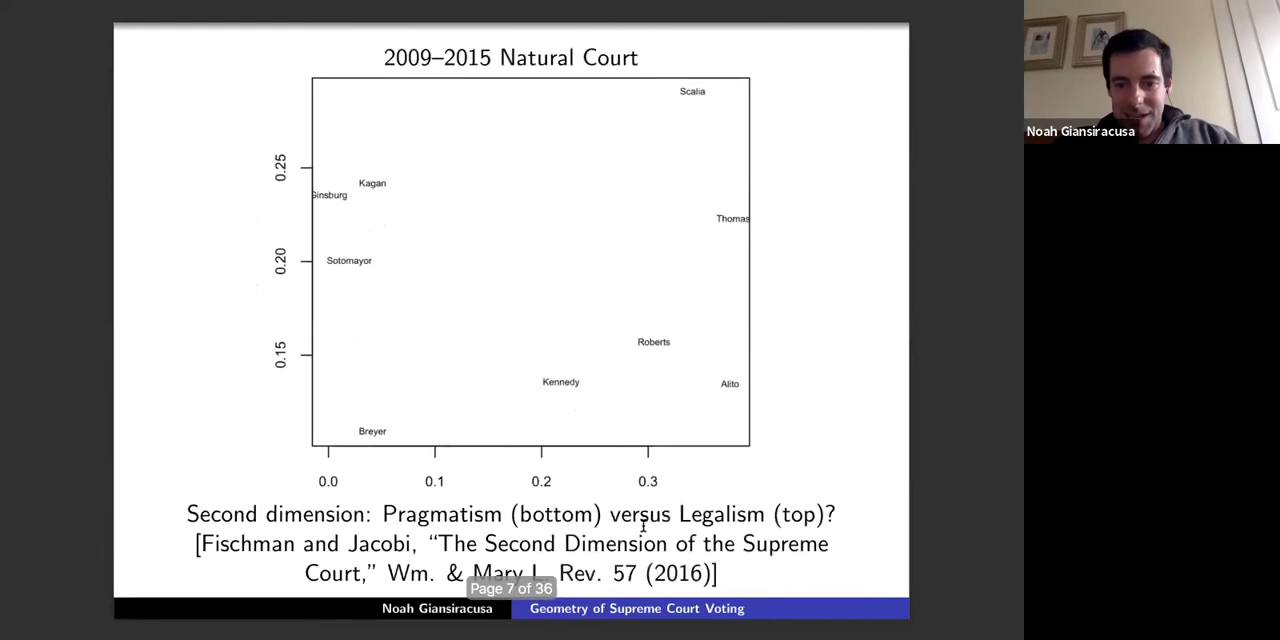 2009–2015 Natural Court
Scalia
0.25
Kagan
Ginsburg
Thomas
0.20
Sotomayor
Roberts
0.15
Kennedy
Alito
Breyer
0.0 0.1 0.2 0.3
Second dimension: Pragmatism (bottom) versus Legalism (top)?
[Fischman and Jacobi, “The Second Dimension of the Supreme
Court,” Wm. & Mary L. Rev. 57 (2016)]
Page 7 of 36
Noah Giansiracusa Geometry of Supreme Court Voting
Noah Giansiracusa